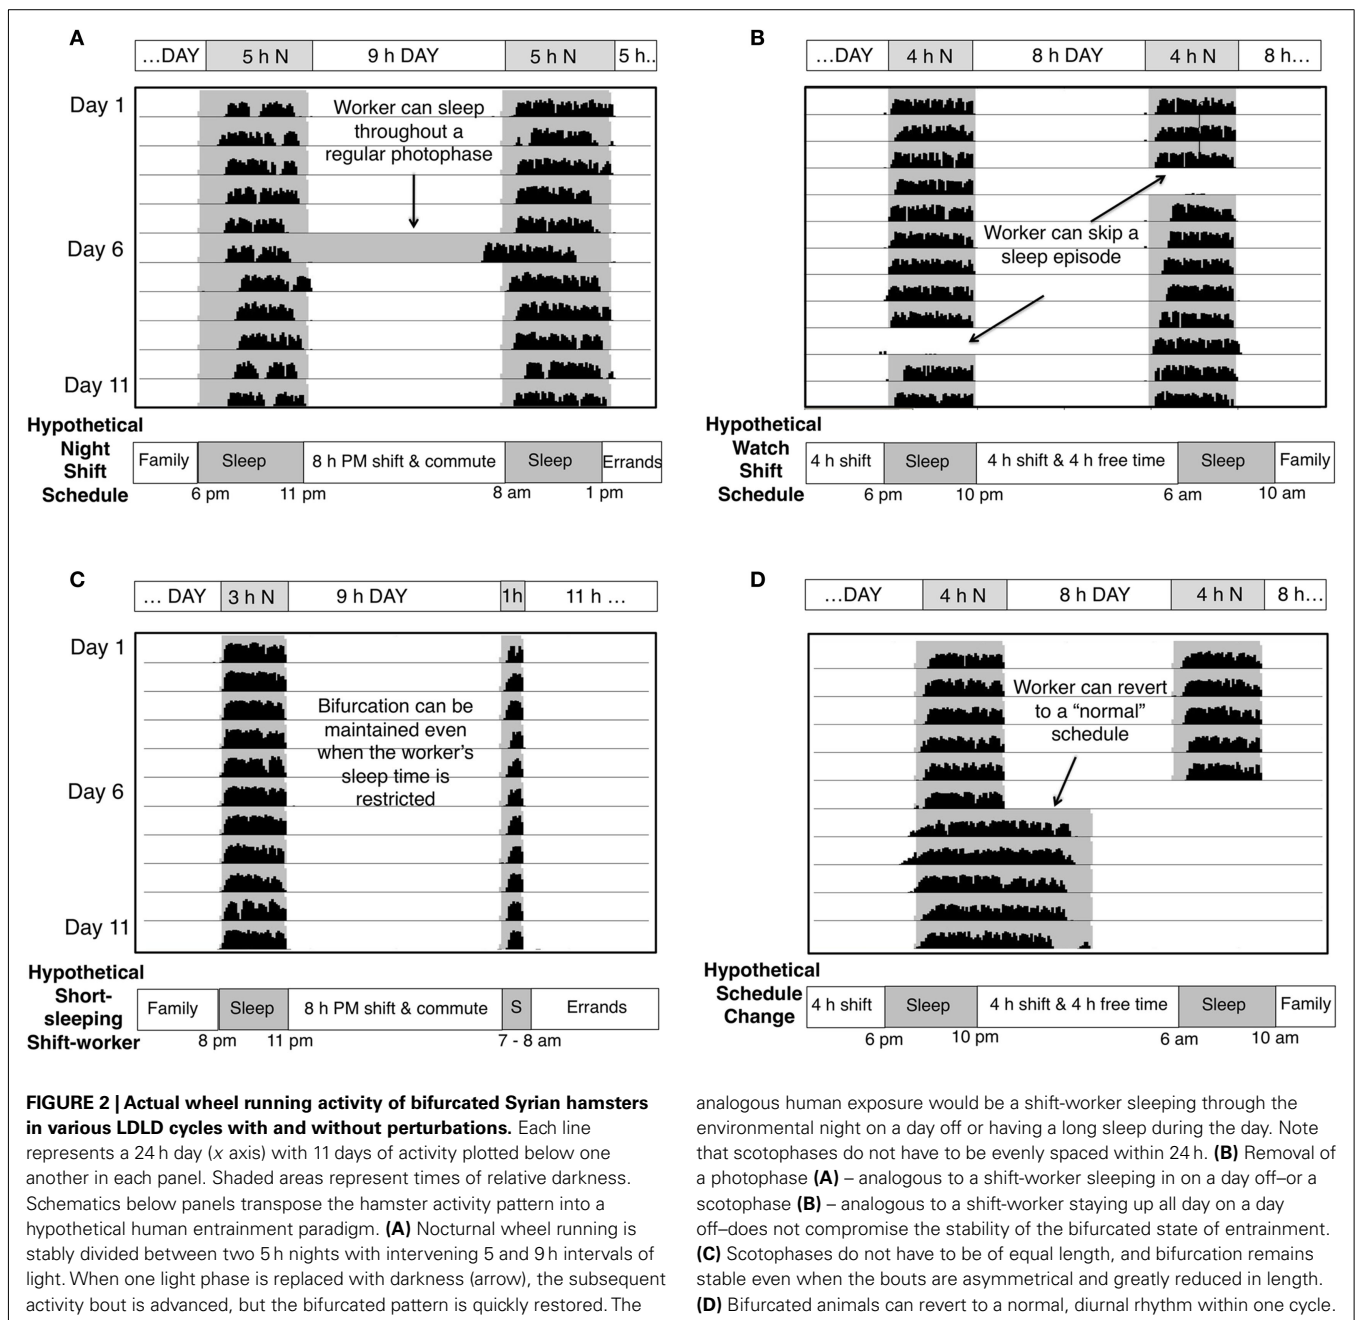 A
…DAY 5 h N 9 h DAY 5 h N 5 h..
Day 1
Worker can sleep
throughout a
regular photophase
Day 6
Day 11
Hypothetical
Night
Shift
Schedule
Family Sleep 8 h PM shift & commute Sleep Errands
6 pm 11 pm 8 am 1 pm
B
…DAY 4 h N 8 h DAY 4 h N 8 h…
Worker can skip a
sleep episode
Hypothetical
Watch
Shift
Schedule
4 h shift Sleep 4 h shift & 4 h free time Sleep Family
6 pm 10 pm 6 am 10 am
C
… DAY 3 h N 9 h DAY 1h 11 h …
Day 1
Bifurcation can be
maintained even
when the worker's
sleep time is
restricted
Day 6
Day 11
Hypothetical
Short-
sleeping
Shift-worker
Family Sleep 8 h PM shift & commute S Errands
8 pm 11 pm 7 - 8 am
D
…DAY 4 h N 8 h DAY 4 h N 8 h…
Worker can revert
to a “normal”
schedule
Hypothetical
Schedule
Change
4 h shift Sleep 4 h shift & 4 h free time Sleep Family
6 pm 10 pm 6 am 10 am
FIGURE 2 | Actual wheel running activity of bifurcated Syrian hamsters
in various LDLD cycles with and without perturbations. Each line
represents a 24 h day (x axis) with 11 days of activity plotted below one
another in each panel. Shaded areas represent times of relative darkness.
Schematics below panels transpose the hamster activity pattern into a
hypothetical human entrainment paradigm. (A) Nocturnal wheel running is
stably divided between two 5 h nights with intervening 5 and 9 h intervals of
light. When one light phase is replaced with darkness (arrow), the subsequent
activity bout is advanced, but the bifurcated pattern is quickly restored. The
analogous human exposure would be a shift-worker sleeping through the
environmental night on a day off or having a long sleep during the day. Note
that scotophases do not have to be evenly spaced within 24 h. (B) Removal of
a photophase (A) – analogous to a shift-worker sleeping in on a day off–or a
scotophase (B) – analogous to a shift-worker staying up all day on a day
off–does not compromise the stability of the bifurcated state of entrainment.
(C) Scotophases do not have to be of equal length, and bifurcation remains
stable even when the bouts are asymmetrical and greatly reduced in length.
(D) Bifurcated animals can revert to a normal, diurnal rhythm within one cycle.